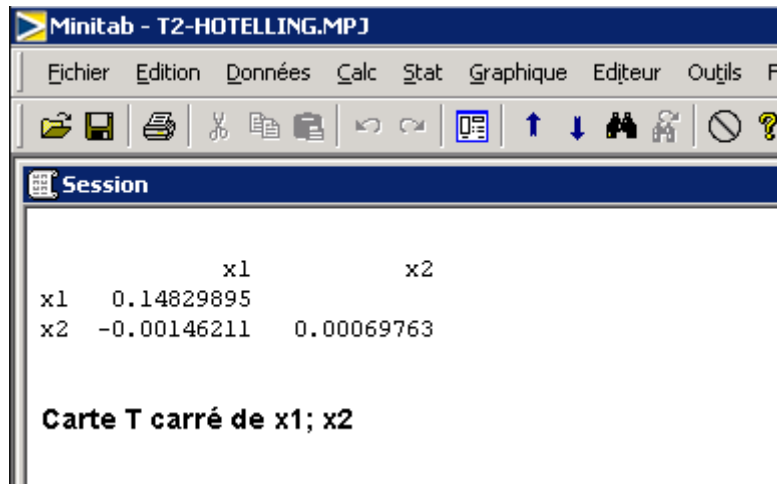 Minitab - T2-HOTELLING.MPJ
Fichier Edition Données Calc Stat Graphique Editeur Outils F
Session
x1 x2
x1 0.14829895
x2 -0.00146211 0.00069763
Carte T carré de x1; x2